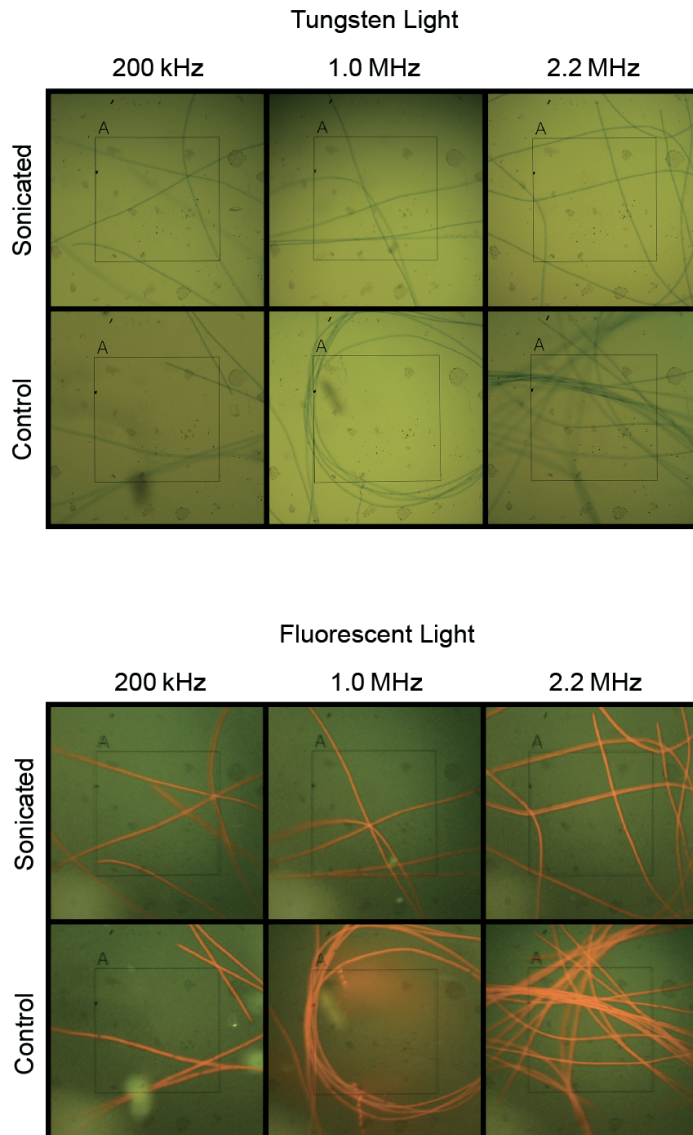 Tungsten Light
200 kHz 1.0 MHz 2.2 MHz
Sonicated
A A A
Control
A A A
Fluorescent Light
200 kHz 1.0 MHz 2.2 MHz
Sonicated
A A A
Control
A A A